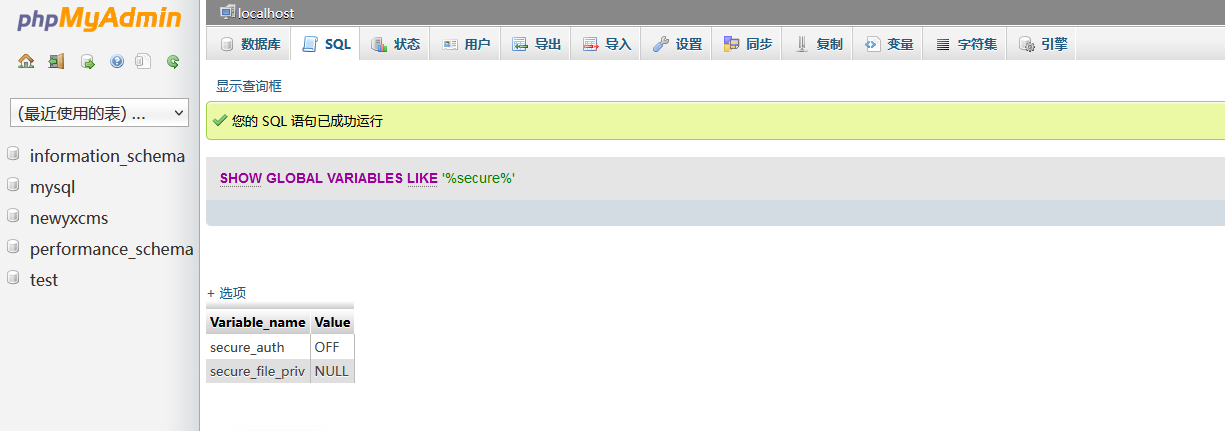 phpMyAdmin
(最近使用的表) ...
information_schema
mysql
newyxcms
performance_schema
test
localhost
数据库 SQL 状态 用户 导出 导入 设置 同步 复制 变量 字符集 引擎
显示查询框
您的 SQL 语句已成功运行
SHOW GLOBAL VARIABLES LIKE '%secure%'
+ 选项
Variable_name Value
secure_auth OFF
secure_file_priv NULL